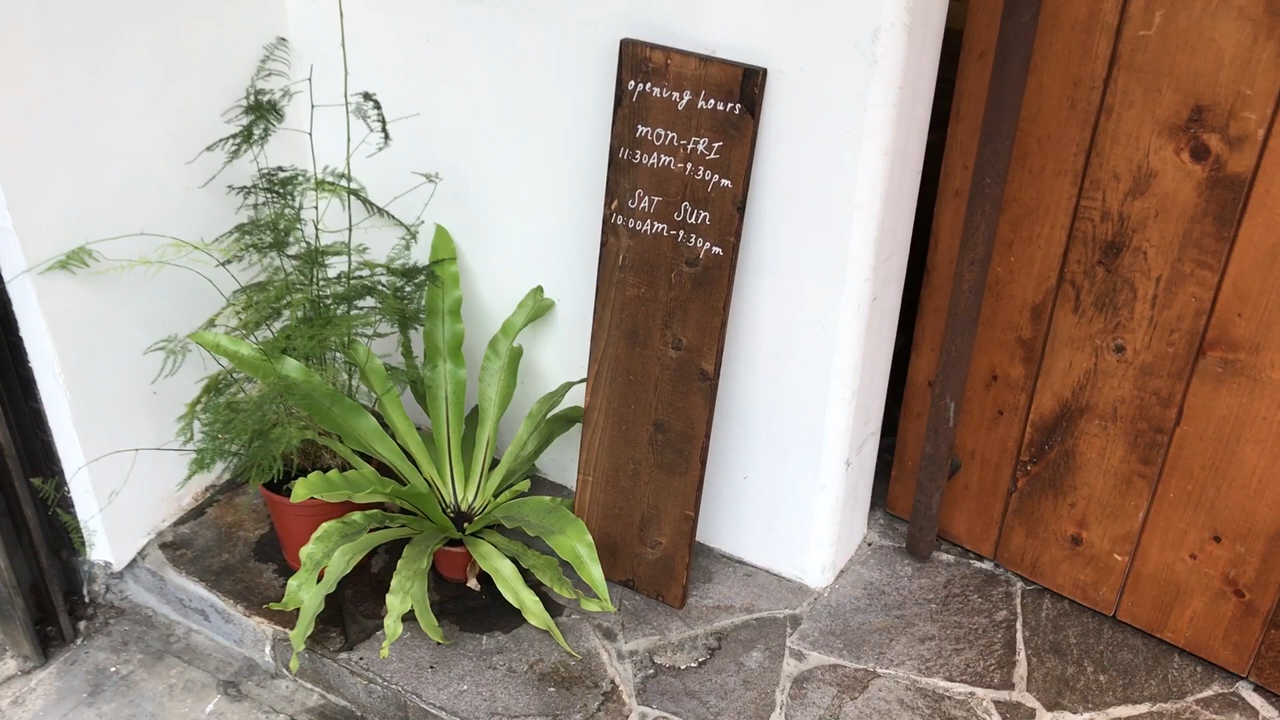 opening hours
MON-FRI
11:30AM-9:30pm
SAT SUN
10:00AM-9:30pm